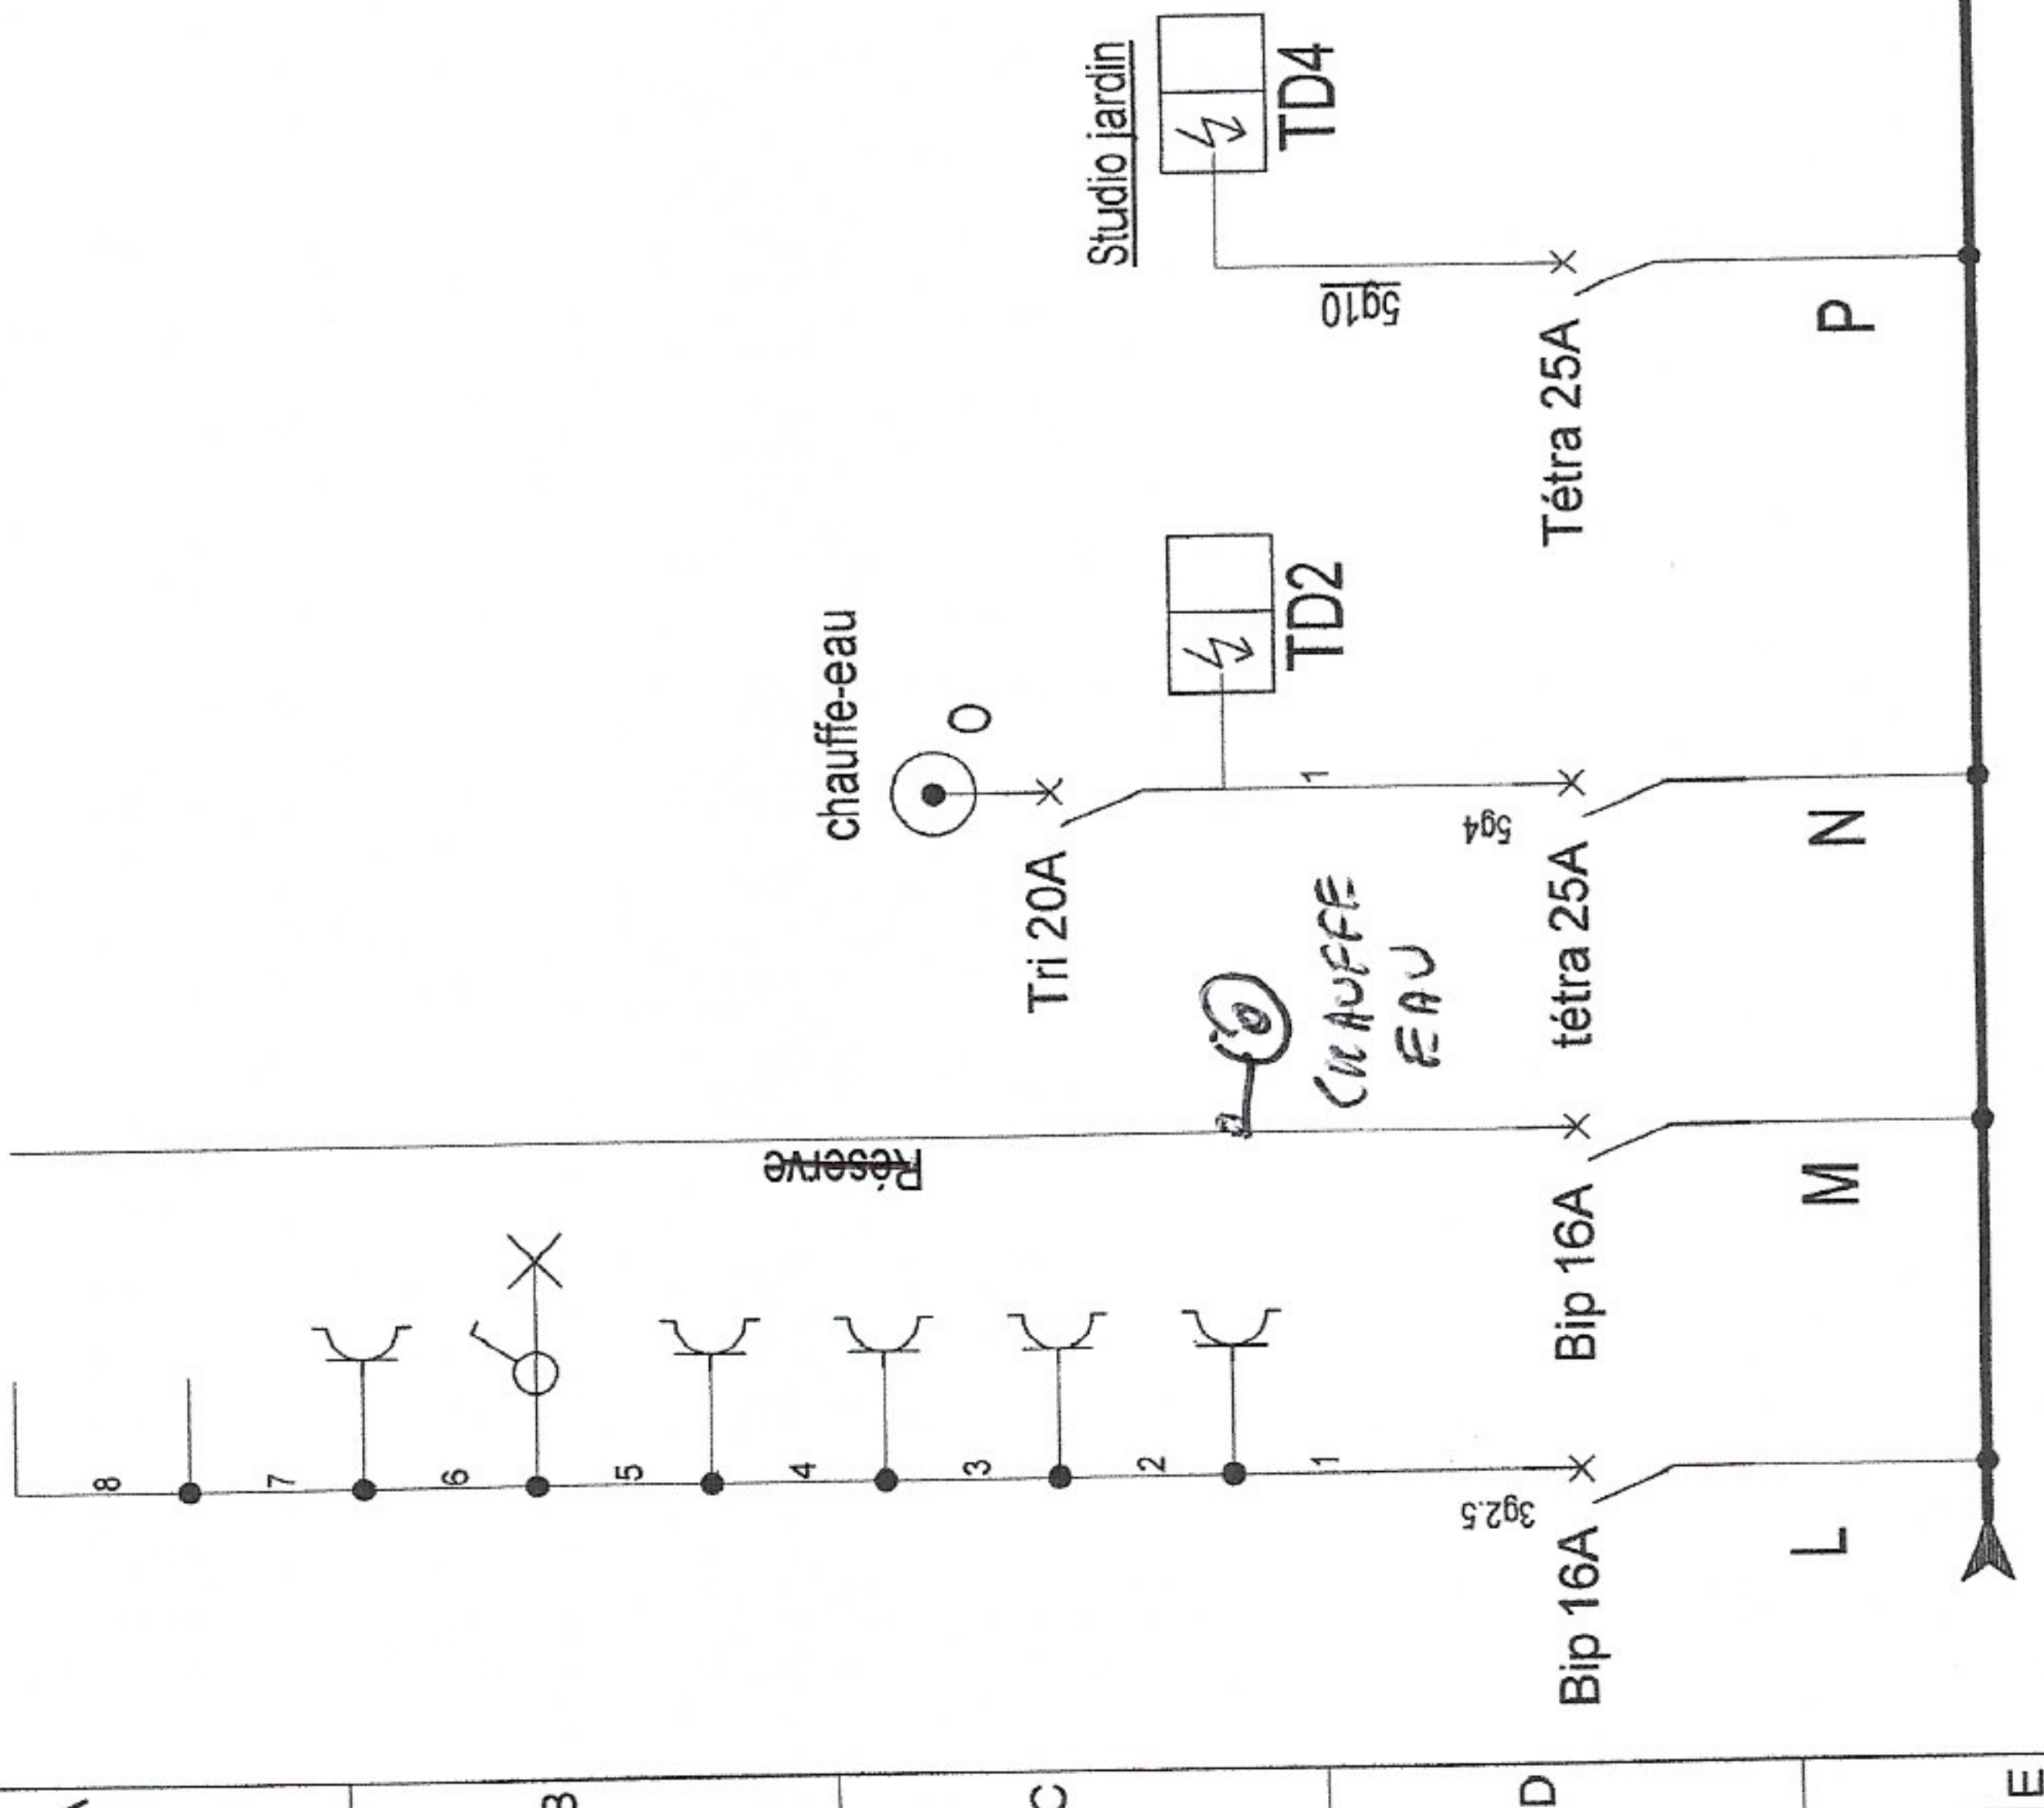 Studio jardin
TD4
5g10
Tétra 25A
P
chauffe-eau
O
Tri 20A
TD2
1
5g4
tétra 25A
N
CHAUFFE
EAU
Réserve
Bip 16A
M
8
7
6
5
4
3
2
1
3g2.5
Bip 16A
L
B
C
D
E